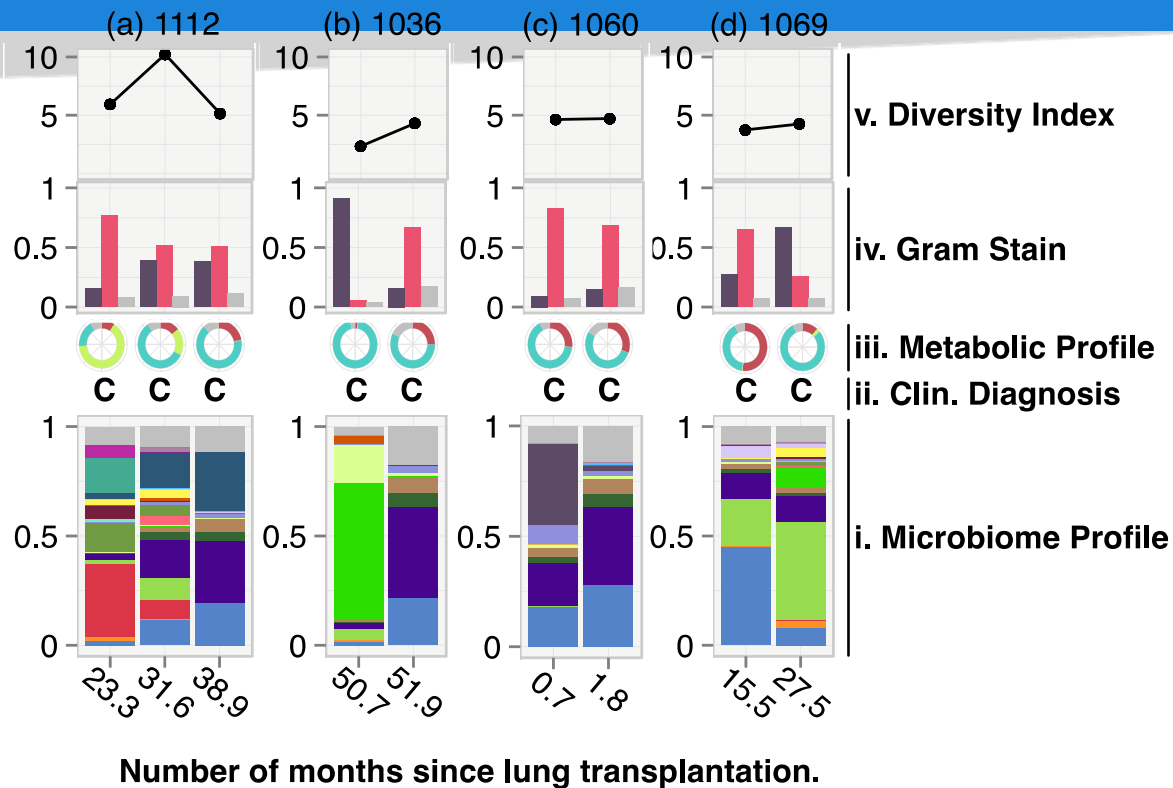 (a) 1112 (b) 1036 (c) 1060 (d) 1069
10 10 10 10
5 5 5 5
v. Diversity Index
1 1 1 1
0.5 0.5 0.5 0.5
0 0 0 0
iv. Gram Stain
iii. Metabolic Profile
C C C C C C C C C
ii. Clin. Diagnosis
1 1 1 1
0.5 0.5 0.5 0.5
0 0 0 0
i. Microbiome Profile
23.3 31.6 38.9 50.7 51.9 0.7 1.8 15.5 27.5
Number of months since lung transplantation.